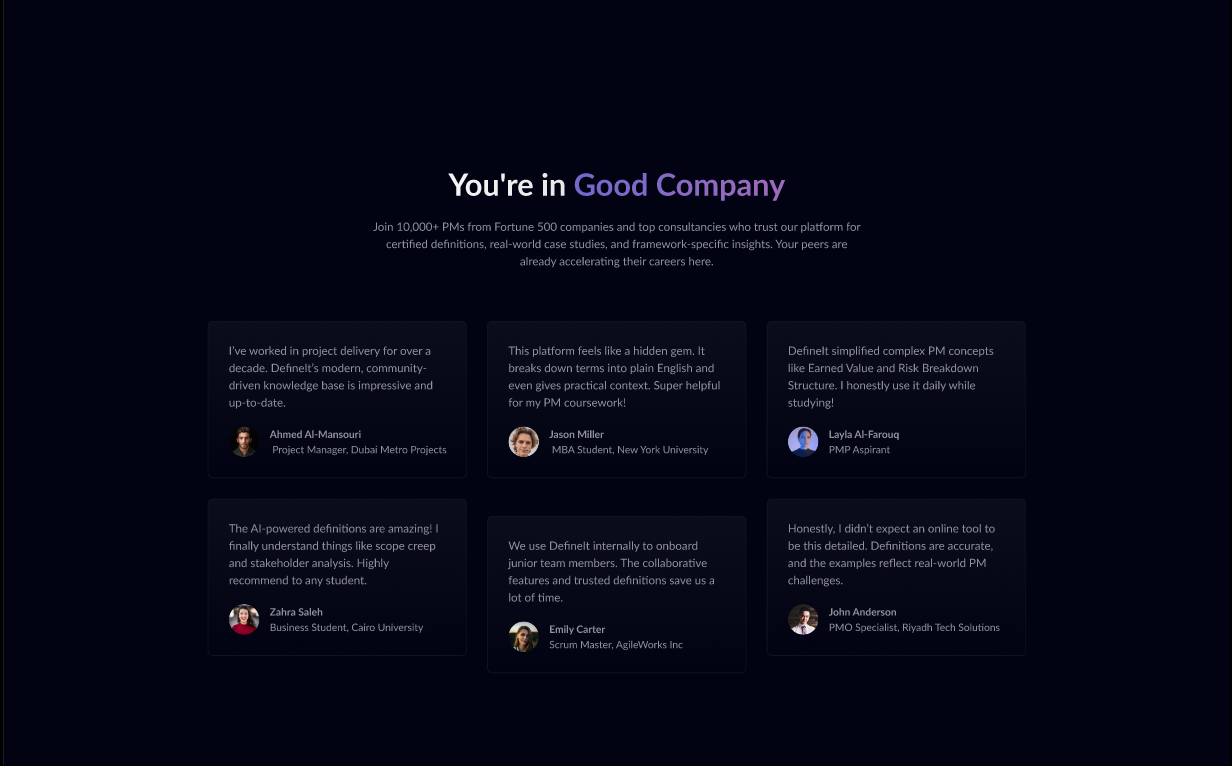 You're in Good Company
Join 10,000+ PMs from Fortune 500 companies and top consultancies who trust our platform for
certified definitions, real-world case studies, and framework-specific insights. Your peers are
already accelerating their careers here.
I've worked in project delivery for over a
decade. DefineIt's modern, community-
driven knowledge base is impressive and
up-to-date.
Ahmed Al-Mansouri
Project Manager, Dubai Metro Projects
This platform feels like a hidden gem. It
breaks down terms into plain English and
even gives practical context. Super helpful
for my PM coursework!
Jason Miller
MBA Student, New York University
DefineIt simplified complex PM concepts
like Earned Value and Risk Breakdown
Structure. I honestly use it daily while
studying!
Layla Al-Farouq
PMP Aspirant
The AI-powered definitions are amazing! I
finally understand things like scope creep
and stakeholder analysis. Highly
recommend to any student.
Zahra Saleh
Business Student, Cairo University
We use DefineIt internally to onboard
junior team members. The collaborative
features and trusted definitions save us a
lot of time.
Emily Carter
Scrum Master, AgileWorks Inc
Honestly, I didn't expect an online tool to
be this detailed. Definitions are accurate,
and the examples reflect real-world PM
challenges.
John Anderson
PMO Specialist, Riyadh Tech Solutions